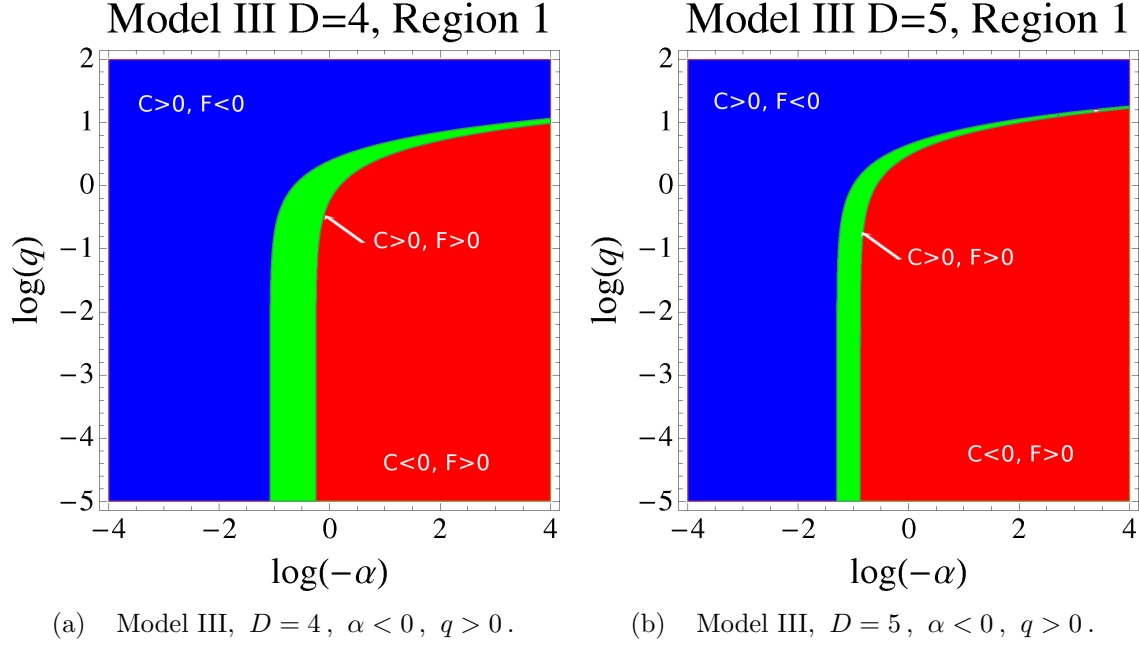 Model III D=4, Region 1
C>0, F<0
C>0, F>0
C<0, F>0
2
1
0
−1
−2
−3
−4
−5
−4
−2
0
2
4
log(q)
log(−α)
(a) Model III, D = 4, α < 0, q > 0.
Model III D=5, Region 1
C>0, F<0
C>0, F>0
C<0, F>0
2
1
0
−1
−2
−3
−4
−5
−4
−2
0
2
4
log(q)
log(−α)
(b) Model III, D = 5, α < 0, q > 0.